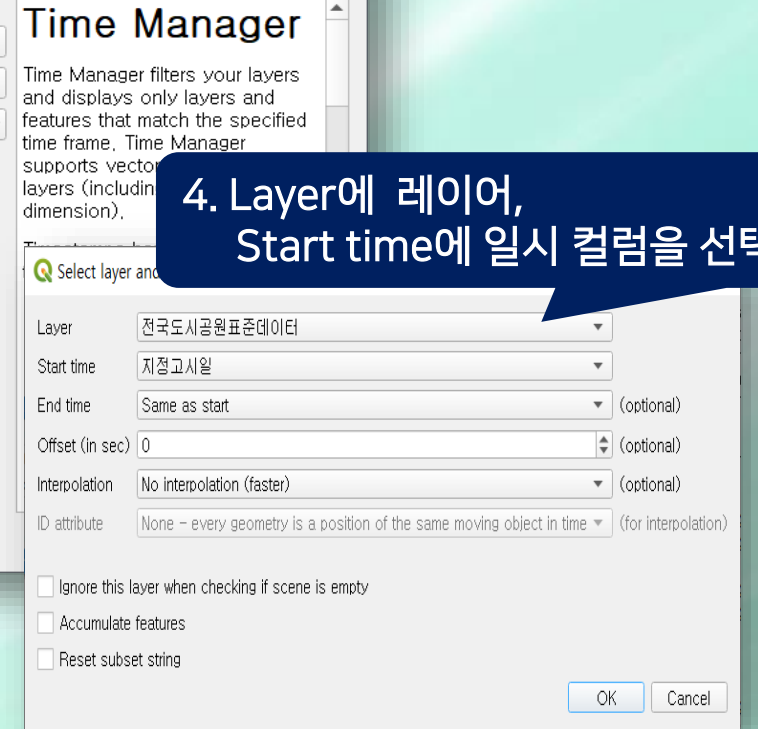 Time Manager
Time Manager filters your layers
and displays only layers and
features that match the specified
time frame, Time Manager
supports
layers
dimension),
4. Layer에 레이어,
Start time에 일시 컬럼을
Select layer and
Layer 전국도시공원표준데이터
Start time 지정고시일
End time Same as start (optional)
Offset (in sec) 0 (optional)
Interpolation No interpolation (faster) (optional)
ID attribute None - every geometry is a position of the same moving object in time (for interpolation)
Ignore this layer when checking if scene is empty
Accumulate features
Reset subset string
OK Cancel